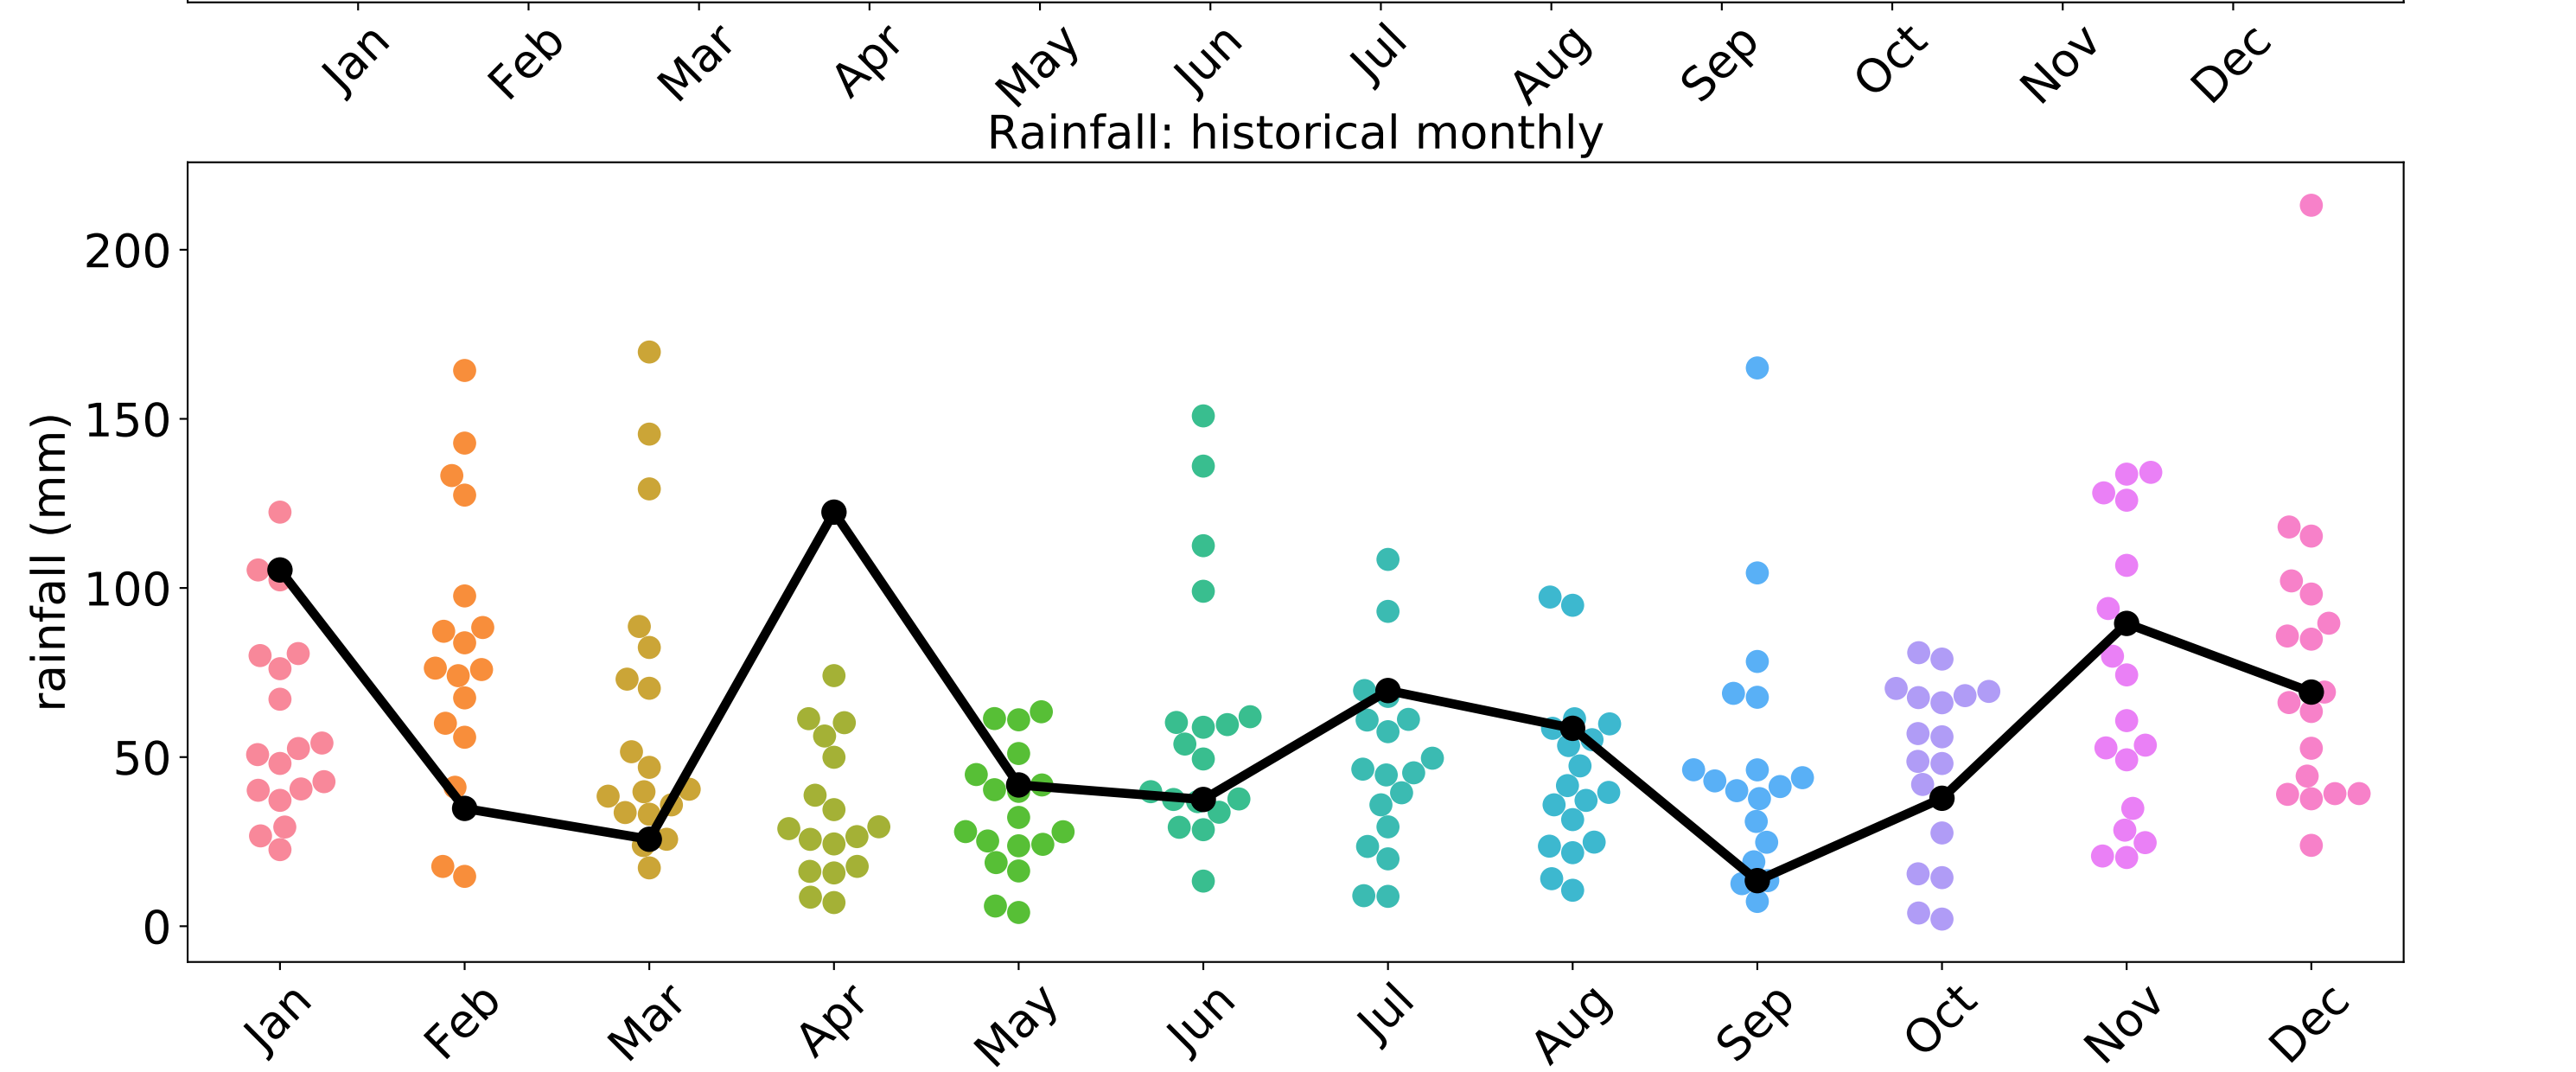 Jan Feb Mar Apr May Jun Jul Aug Sep Oct Nov Dec
Rainfall: historical monthly
rainfall (mm)
200
150
100
50
0
Jan Feb Mar Apr May Jun Jul Aug Sep Oct Nov Dec